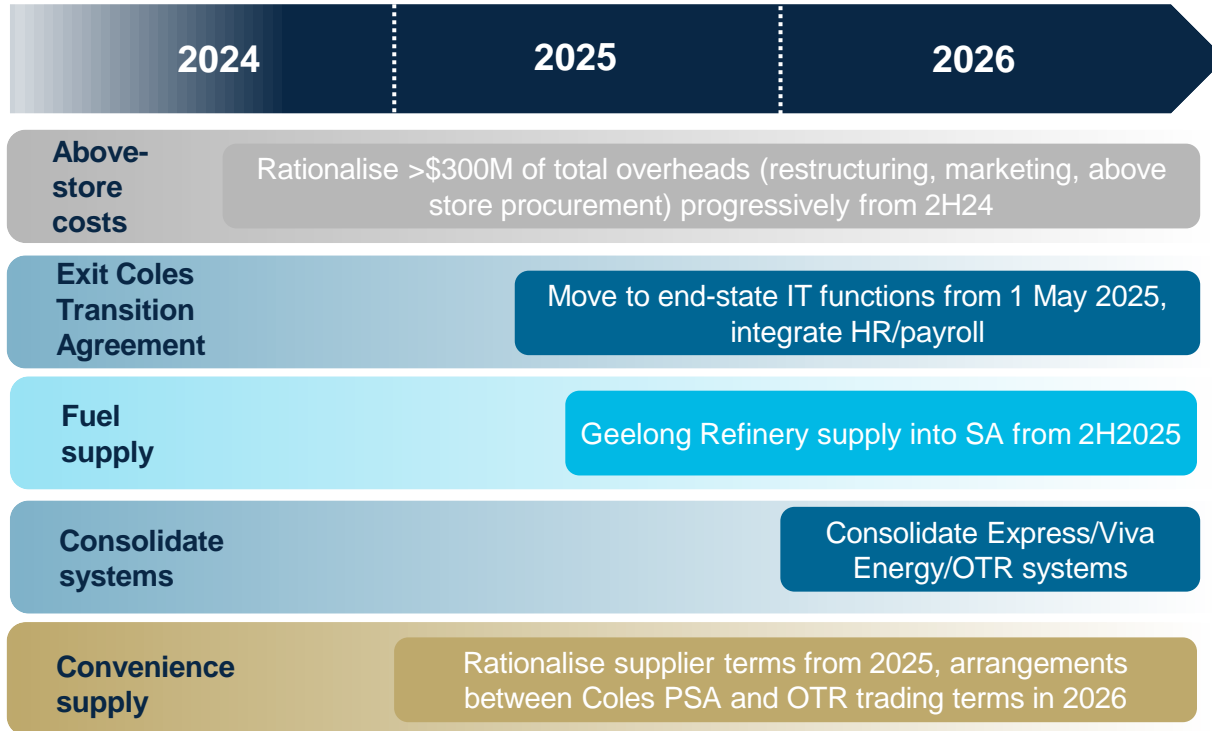 2024
2025
2026
Above-
store
costs
Rationalise >$300M of total overheads (restructuring, marketing, above
store procurement) progressively from 2H24
Exit Coles
Transition
Agreement
Move to end-state IT functions from 1 May 2025,
integrate HR/payroll
Fuel
supply
Geelong Refinery supply into SA from 2H2025
Consolidate
systems
Consolidate Express/Viva
Energy/OTR systems
Convenience
supply
Rationalise supplier terms from 2025, arrangements
between Coles PSA and OTR trading terms in 2026